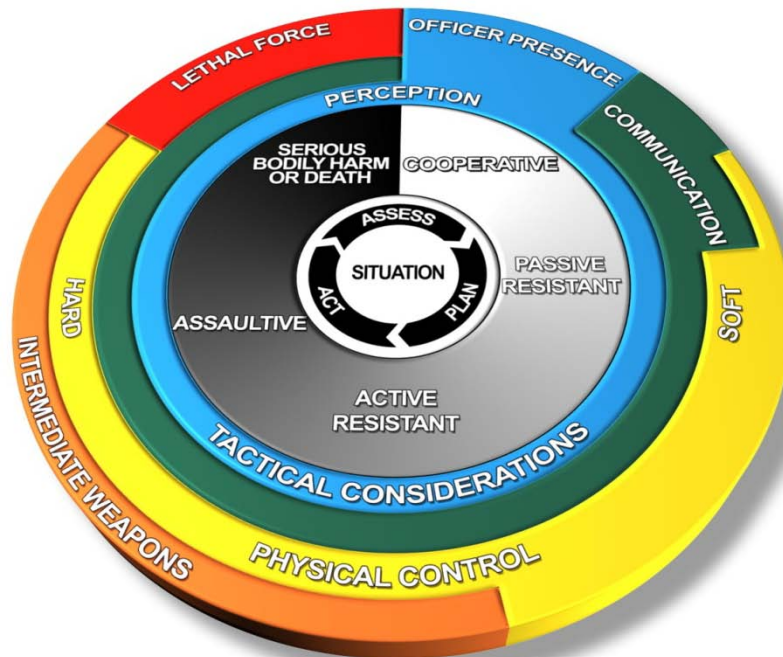 LETHAL FORCE
OFFICER PRESENCE
PERCEPTION
COMMUNICATION
SERIOUS
BODILY HARM
OR DEATH
COOPERATIVE
ASSESS
SITUATION
PLAN
ACT
PASSIVE
RESISTANT
SOFT
HARD
ASSAULTIVE
ACTIVE
RESISTANT
INTERMEDIATE WEAPONS
TACTICAL CONSIDERATIONS
PHYSICAL CONTROL